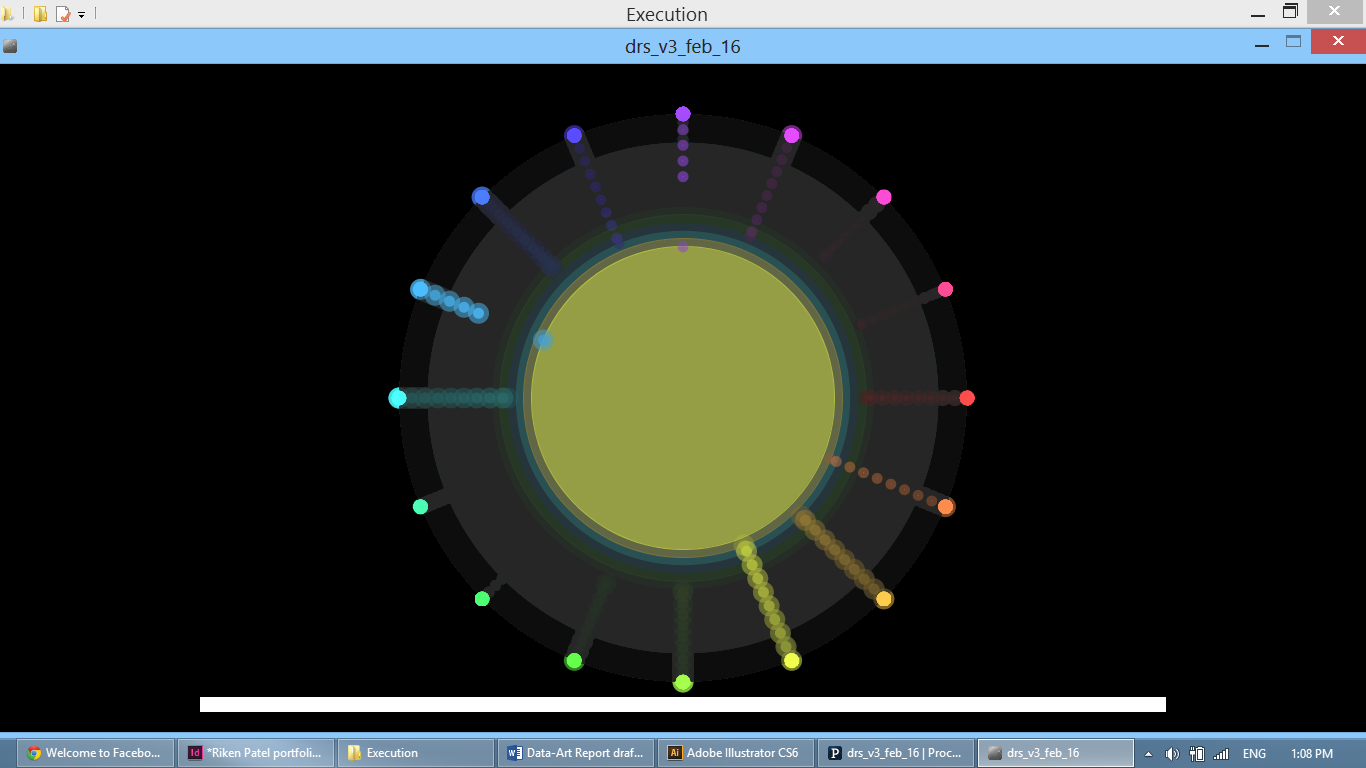 Execution
drs_v3_feb_16
Welcome to Facebo...
*Riken Patel portfoli...
Execution
Data-Art Report draf...
Adobe Illustrator CS6
drs_v3_feb_16 | Proc...
drs_v3_feb_16
ENG
1:08 PM